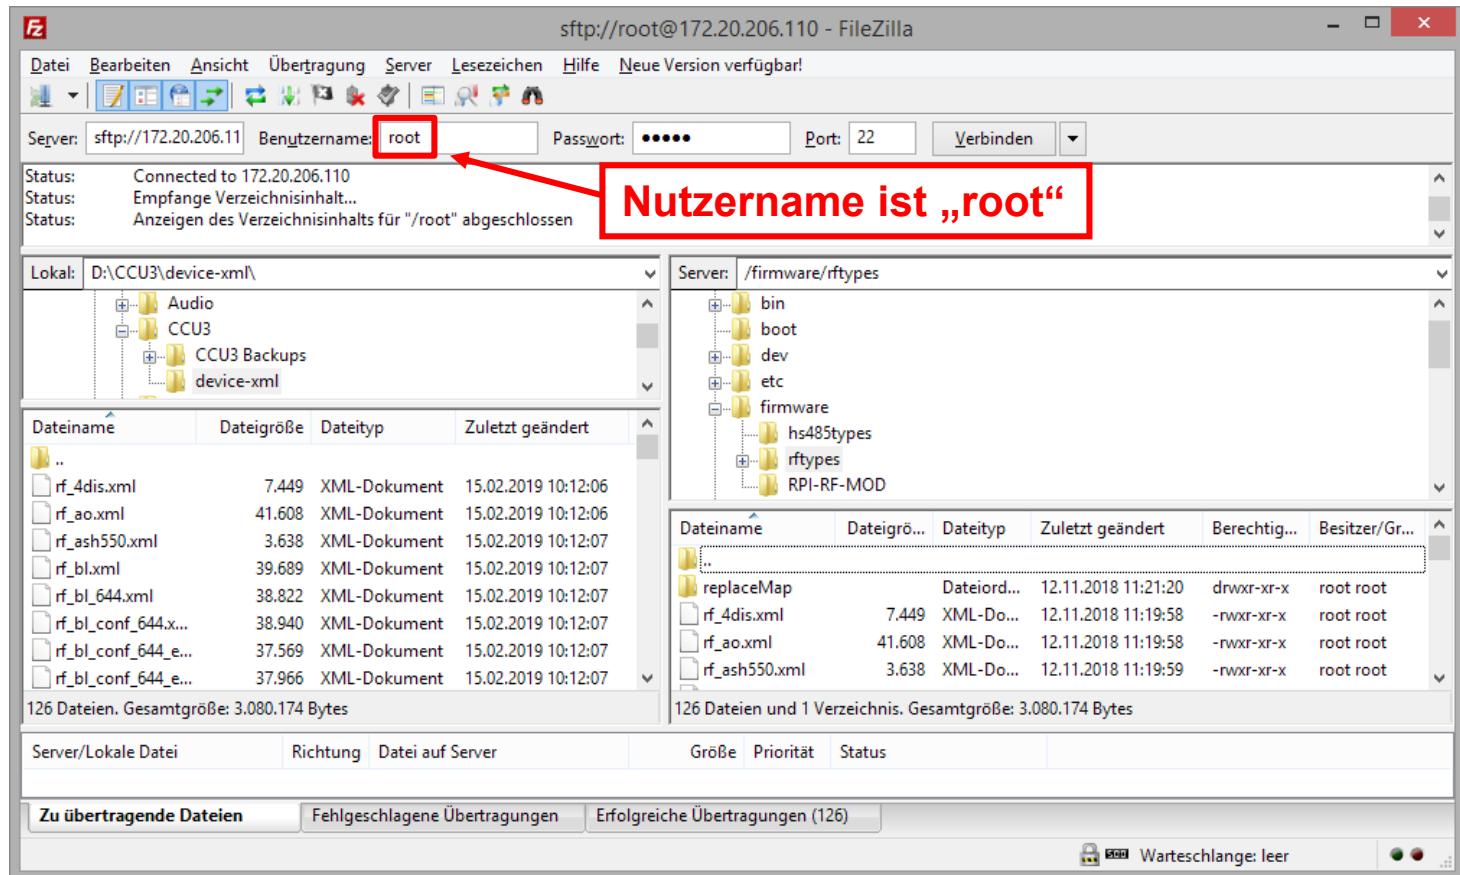 sftp://root@172.20.206.110 - FileZilla
Datei Bearbeiten Ansicht Übertragung Server Lesezeichen Hilfe Neue Version verfügbar!
Server: sftp://172.20.206.11 Benutzername: root Passwort: ●●●●● Port: 22 Verbinden
Status: Connected to 172.20.206.110
Status: Empfange Verzeichnisinhalt...
Status: Anzeigen des Verzeichnisinhalts für "/root" abgeschlossen
Nutzername ist „root“
Lokal: D:\CCU3\device-xml\
Audio
CCU3
CCU3 Backups
device-xml
Dateiname Dateigröße Dateityp Zuletzt geändert
..
rf_4dis.xml 7.449 XML-Dokument 15.02.2019 10:12:06
rf_ao.xml 41.608 XML-Dokument 15.02.2019 10:12:06
rf_ash550.xml 3.638 XML-Dokument 15.02.2019 10:12:07
rf_bl.xml 39.689 XML-Dokument 15.02.2019 10:12:07
rf_bl_644.xml 38.822 XML-Dokument 15.02.2019 10:12:07
rf_bl_conf_644.x... 38.940 XML-Dokument 15.02.2019 10:12:07
rf_bl_conf_644_e... 37.569 XML-Dokument 15.02.2019 10:12:07
rf_bl_conf_644_e... 37.966 XML-Dokument 15.02.2019 10:12:07
126 Dateien. Gesamtgröße: 3.080.174 Bytes
Server: /firmware/rftypes
bin
boot
dev
etc
firmware
hs485types
rftypes
RPI-RF-MOD
Dateiname Dateigrö... Dateityp Zuletzt geändert Berechtig... Besitzer/Gr...
..
replaceMap Dateiord... 12.11.2018 11:21:20 drwxr-xr-x root root
rf_4dis.xml 7.449 XML-Do... 12.11.2018 11:19:58 -rwxr-xr-x root root
rf_ao.xml 41.608 XML-Do... 12.11.2018 11:19:58 -rwxr-xr-x root root
rf_ash550.xml 3.638 XML-Do... 12.11.2018 11:19:59 -rwxr-xr-x root root
126 Dateien und 1 Verzeichnis. Gesamtgröße: 3.080.174 Bytes
Server/Lokale Datei Richtung Datei auf Server Größe Priorität Status
Zu übertragende Dateien Fehlgeschlagene Übertragungen Erfolgreiche Übertragungen (126)
Warteschlange: leer